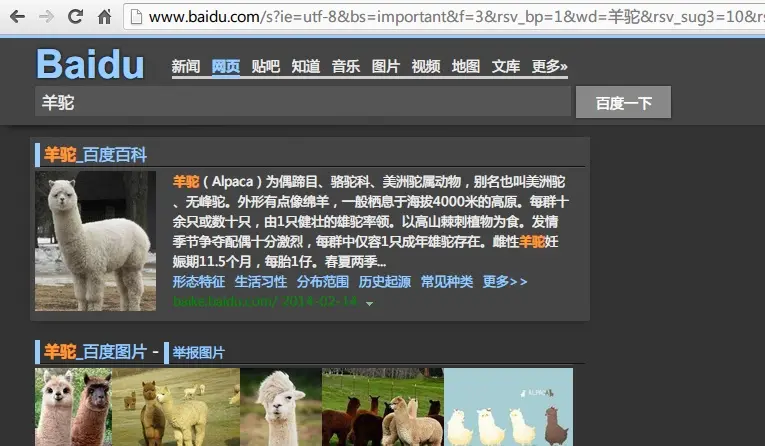 www.baidu.com/s?ie=utf-8&bs=important&f=3&rsv_bp=1&wd=羊驼&rsv_sug3=10&rs
Baidu
新闻 网页 贴吧 知道 音乐 图片 视频 地图 文库 更多»
羊驼
百度一下
羊驼_百度百科
羊驼（Alpaca）为偶蹄目、骆驼科、美洲驼属动物，别名也叫美洲驼
、无峰驼。外形有点像绵羊，一般栖息于海拔4000米的高原。每群十
余只或数十只，由1只健壮的雄驼率领。以高山棘刺植物为食。发情
季节争夺配偶十分激烈，每群中仅容1只成年雄驼存在。雌性羊驼妊
娠期11.5个月，每胎1仔。春夏两季...
形态特征 生活习性 分布范围 历史起源 常见种类 更多>>
baike.baidu.com/ 2014-02-14
羊驼_百度图片 - 举报图片
ALPACA